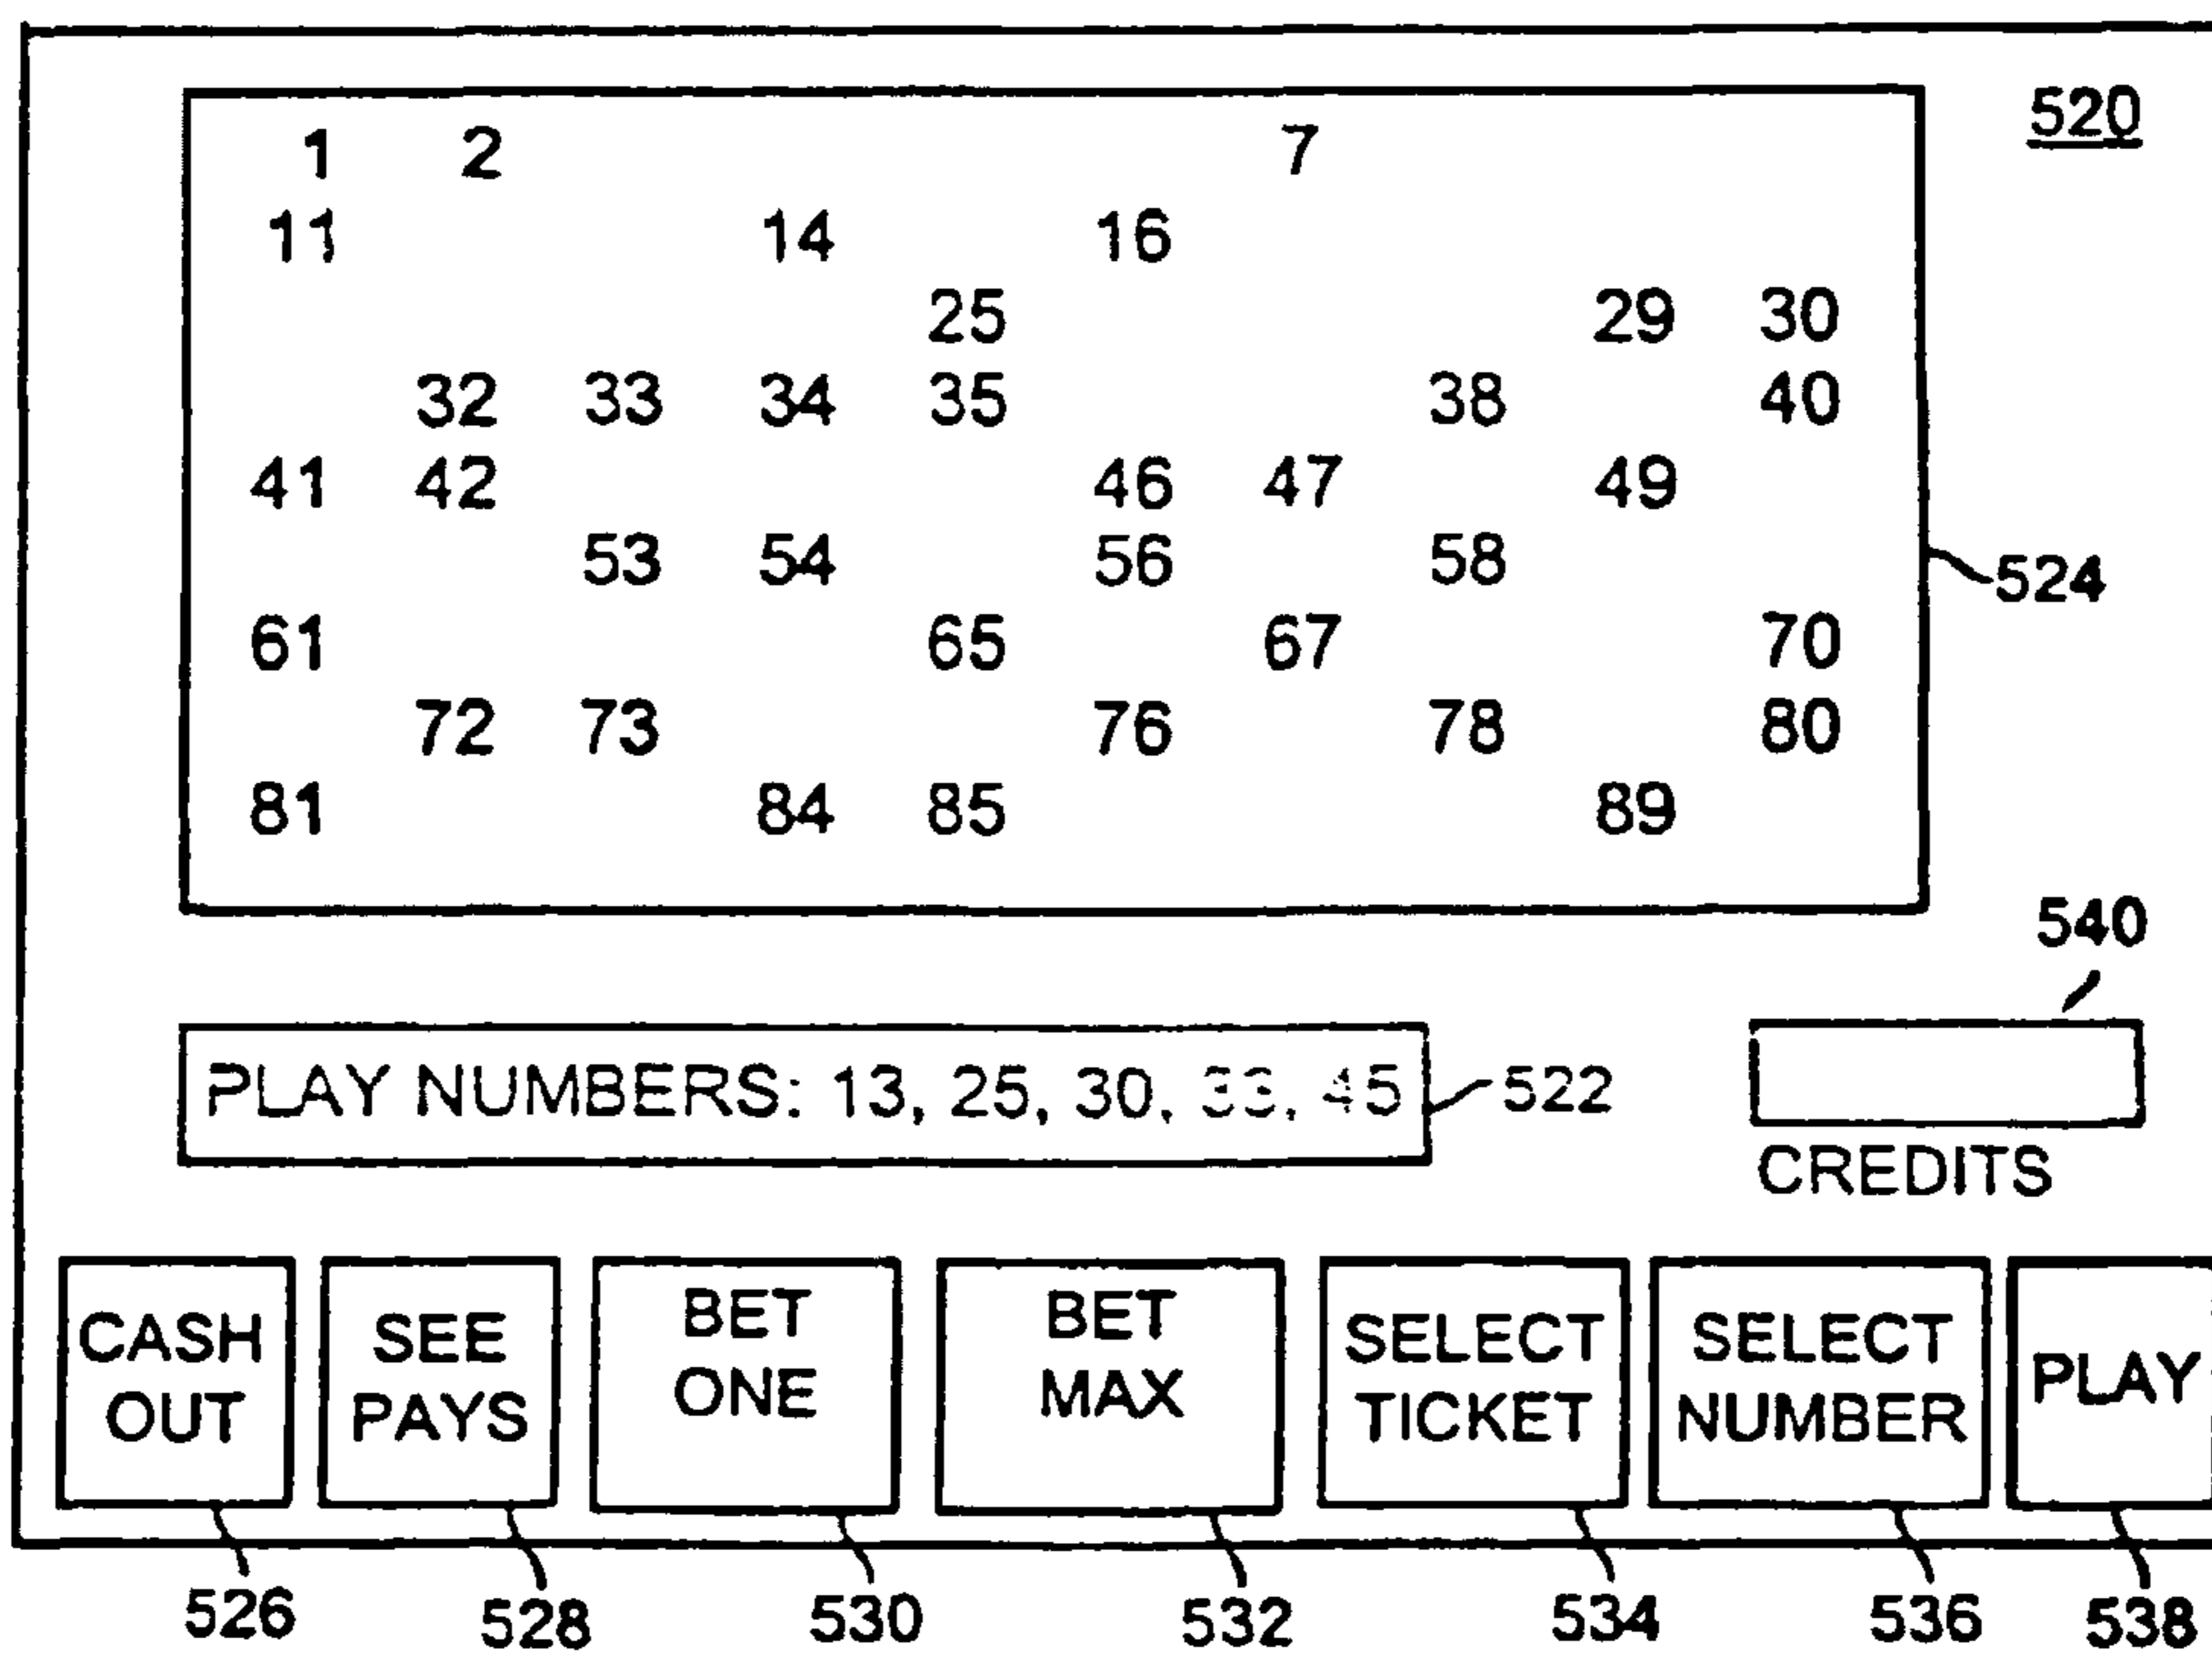 520
1 2 7
11 14 16
25 29 30
32 33 34 35 38 40
41 42 46 47 49
53 54 56 58
524
61 65 67 70
72 73 76 78 80
81 84 85 89
540
PLAY NUMBERS: 13, 25, 30, 33, 45
522
CREDITS
CASH
OUT
SEE
PAYS
BET
ONE
BET
MAX
SELECT
TICKET
SELECT
NUMBER
PLAY
526 528 530 532 534 536 538